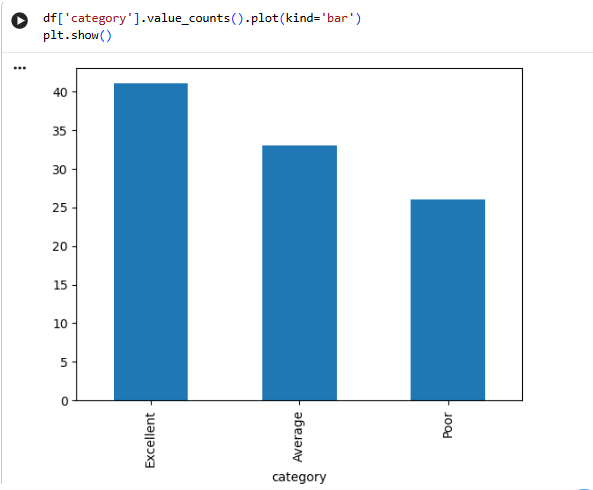 df['category'].value_counts().plot(kind='bar')
plt.show()
40
35
30
25
20
15
10
5
0
Excellent
Average
Poor
category